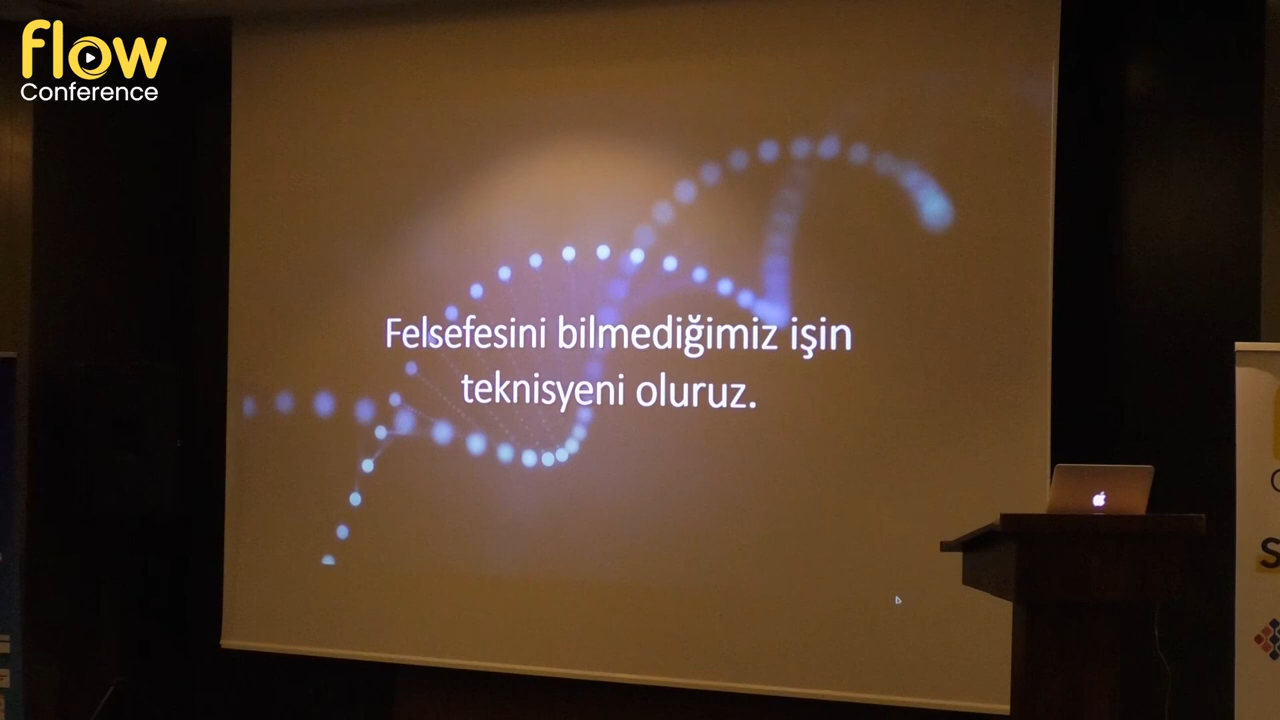 flow
Conference
Felsefesini bilmediğimiz işin
teknisyeni oluruz.